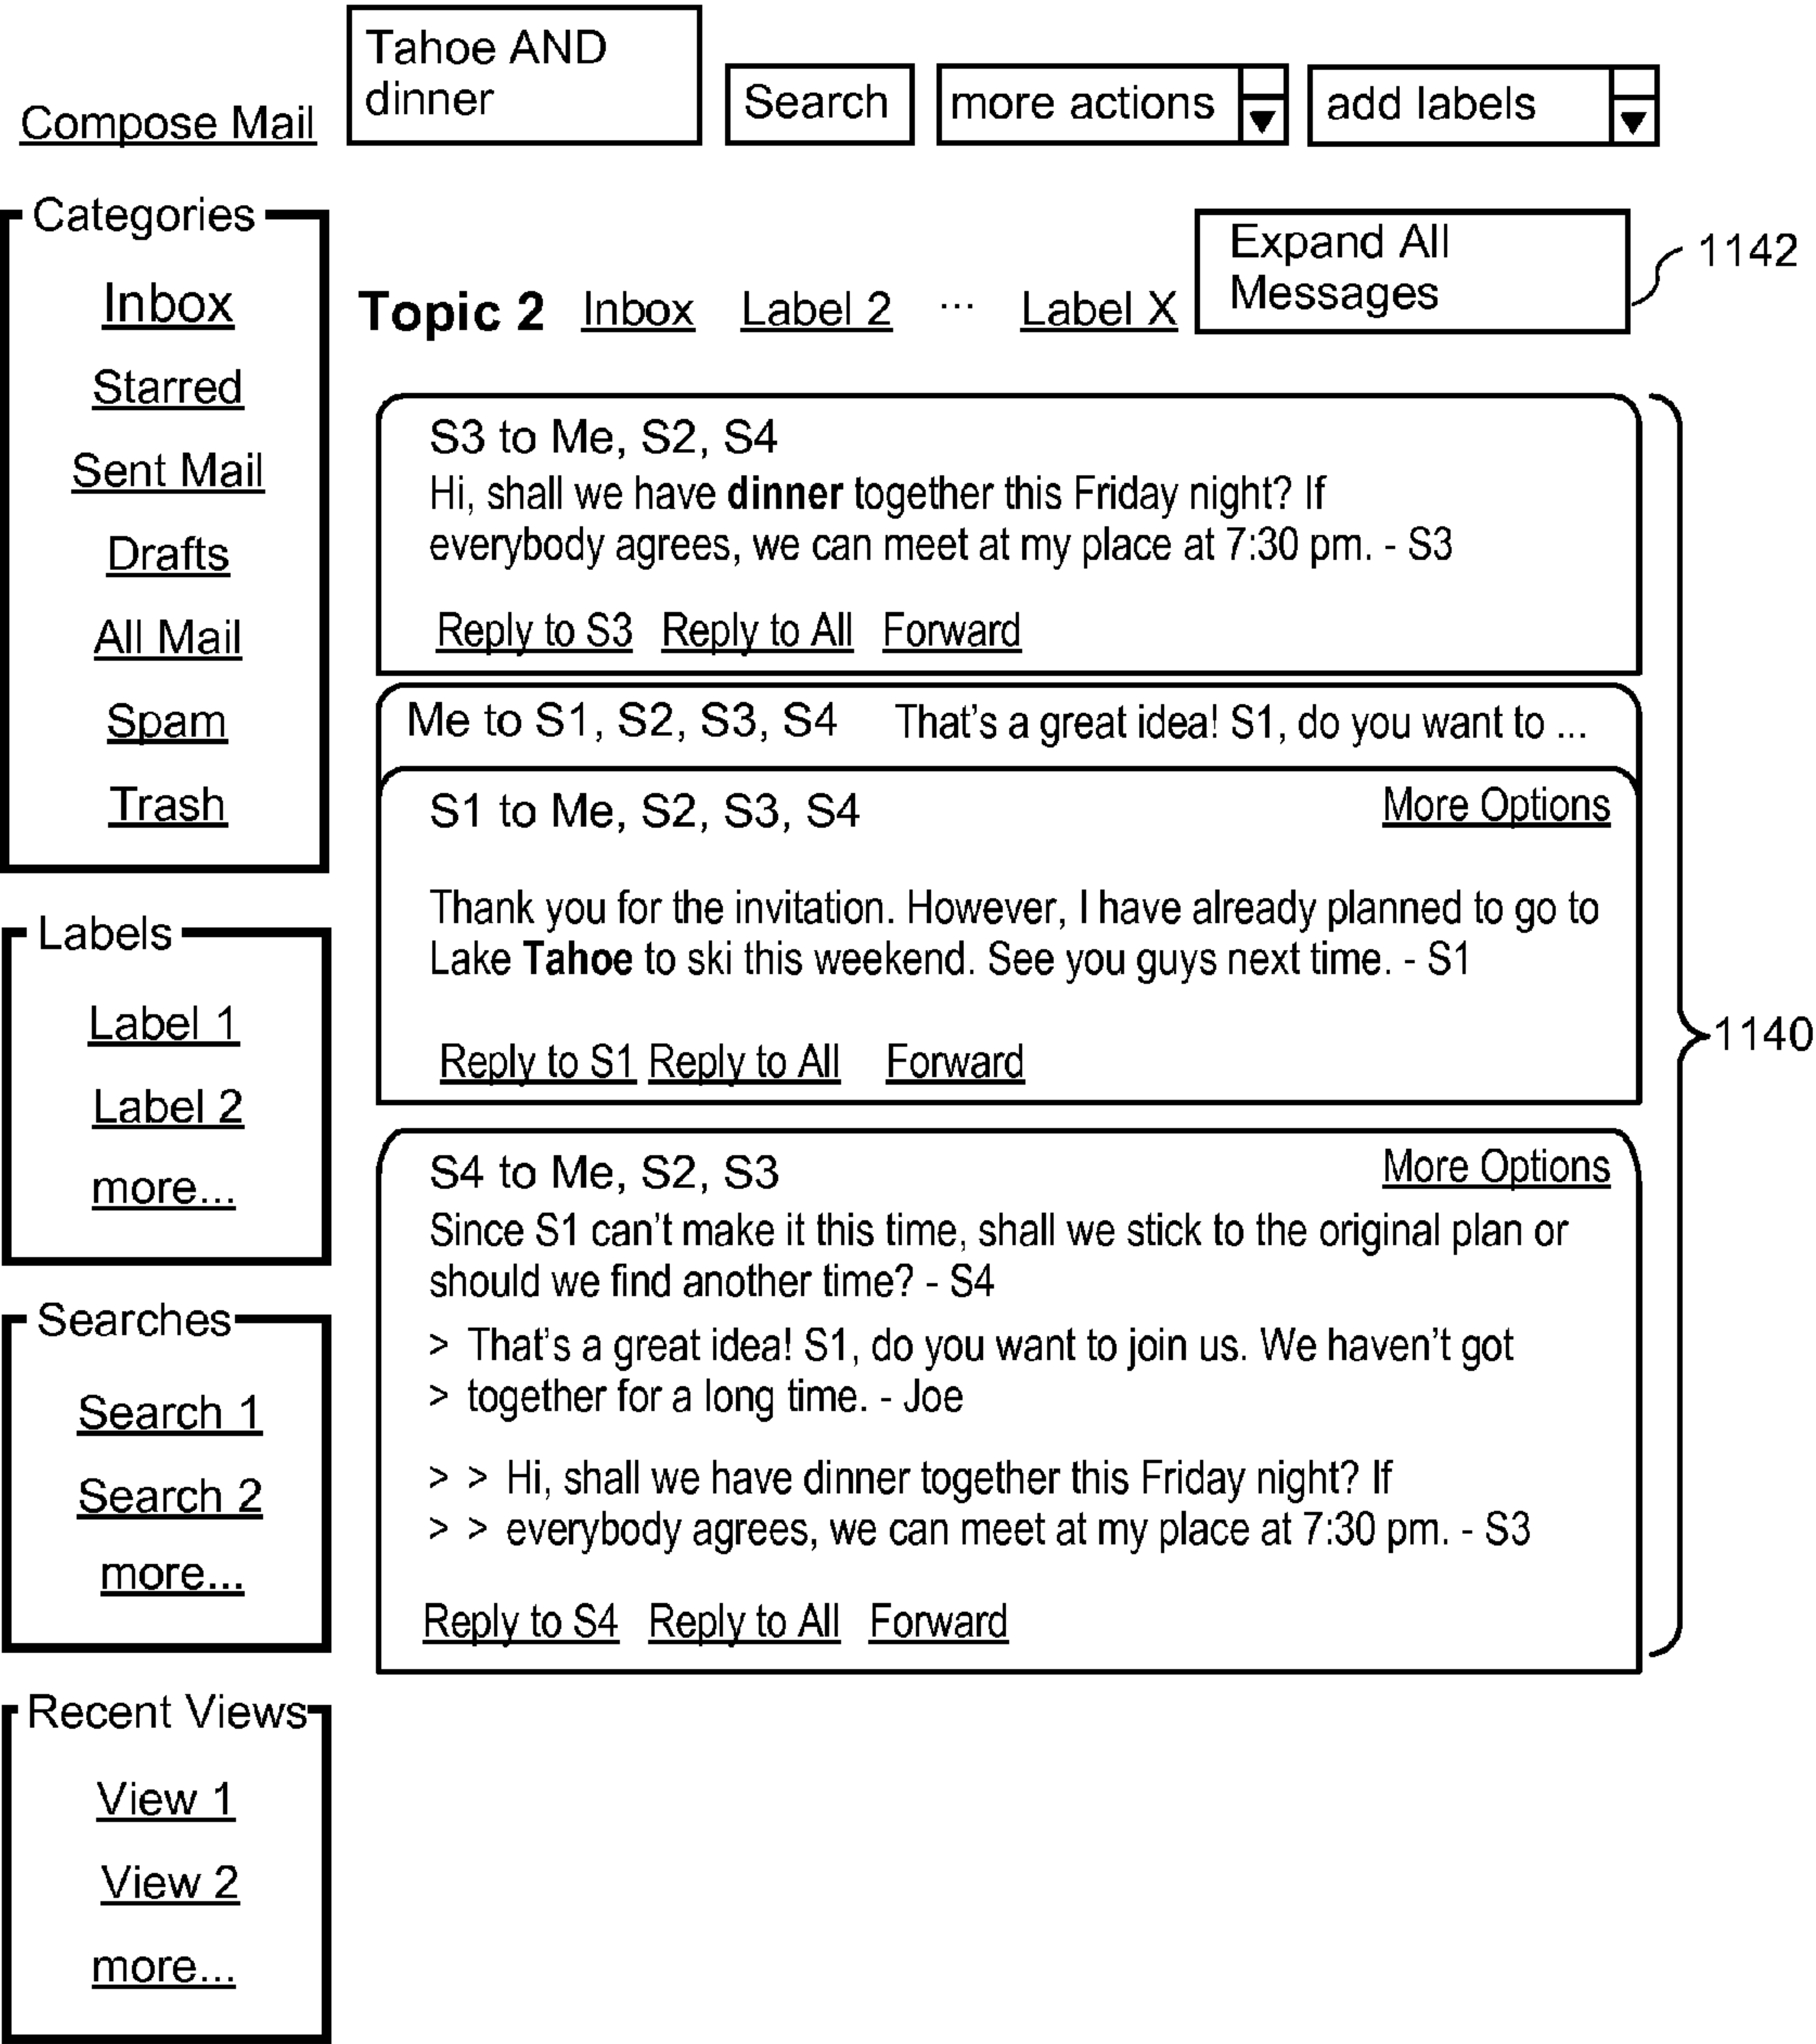 Tahoe AND
dinner
Compose Mail
Search
more actions
add labels
Categories
Inbox
Starred
Sent Mail
Drafts
All Mail
Spam
Trash
Labels
Label 1
Label 2
more...
Searches
Search 1
Search 2
more...
Recent Views
View 1
View 2
more...
Topic 2 Inbox Label 2 ... Label X
Expand All
Messages
1142
S3 to Me, S2, S4
Hi, shall we have dinner together this Friday night? If
everybody agrees, we can meet at my place at 7:30 pm. - S3
Reply to S3 Reply to All Forward
Me to S1, S2, S3, S4 That's a great idea! S1, do you want to ...
S1 to Me, S2, S3, S4 More Options
Thank you for the invitation. However, I have already planned to go to
Lake Tahoe to ski this weekend. See you guys next time. - S1
Reply to S1 Reply to All Forward
S4 to Me, S2, S3 More Options
Since S1 can't make it this time, shall we stick to the original plan or
should we find another time? - S4
> That's a great idea! S1, do you want to join us. We haven't got
> together for a long time. - Joe
> > Hi, shall we have dinner together this Friday night? If
> > everybody agrees, we can meet at my place at 7:30 pm. - S3
Reply to S4 Reply to All Forward
1140